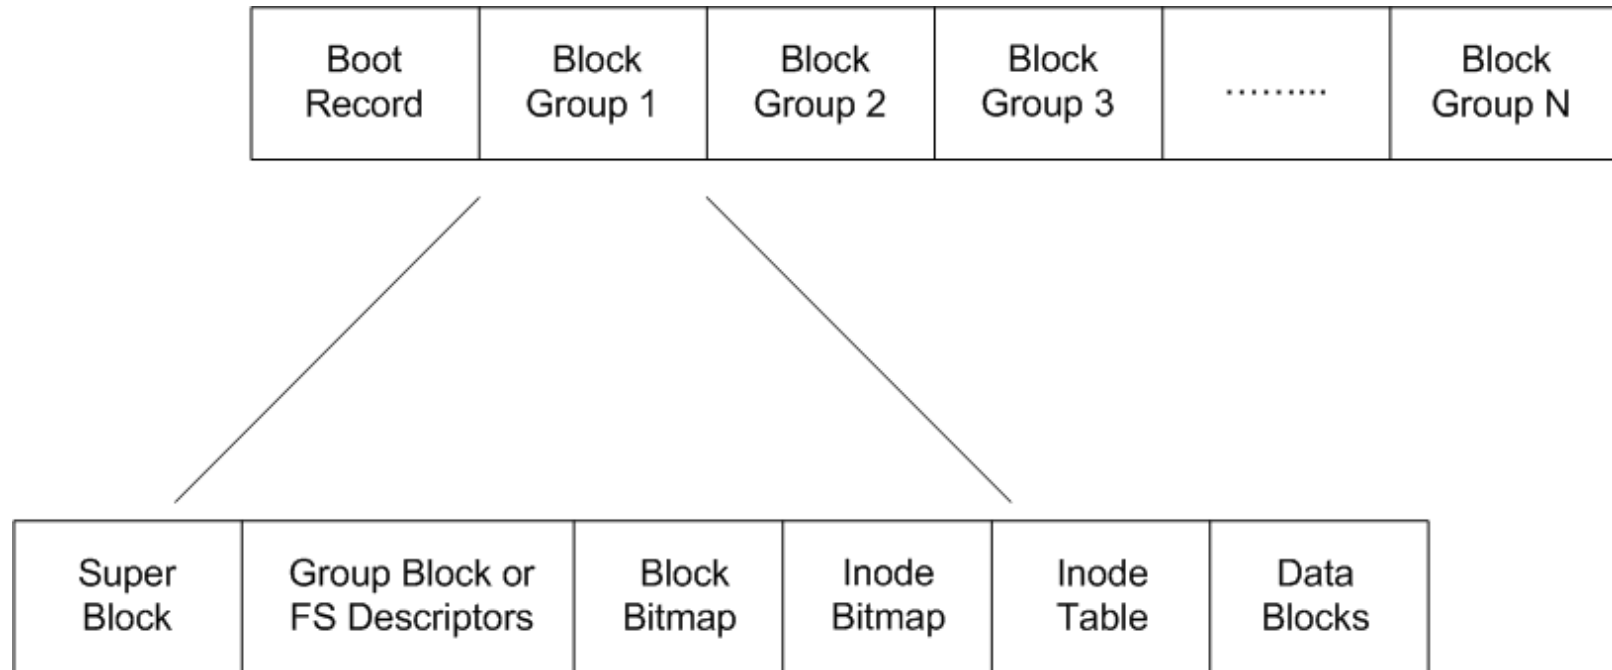 Boot
Record
Block
Group 1
Block
Group 2
Block
Group 3
.........
Block
Group N
Super
Block
Group Block or
FS Descriptors
Block
Bitmap
Inode
Bitmap
Inode
Table
Data
Blocks